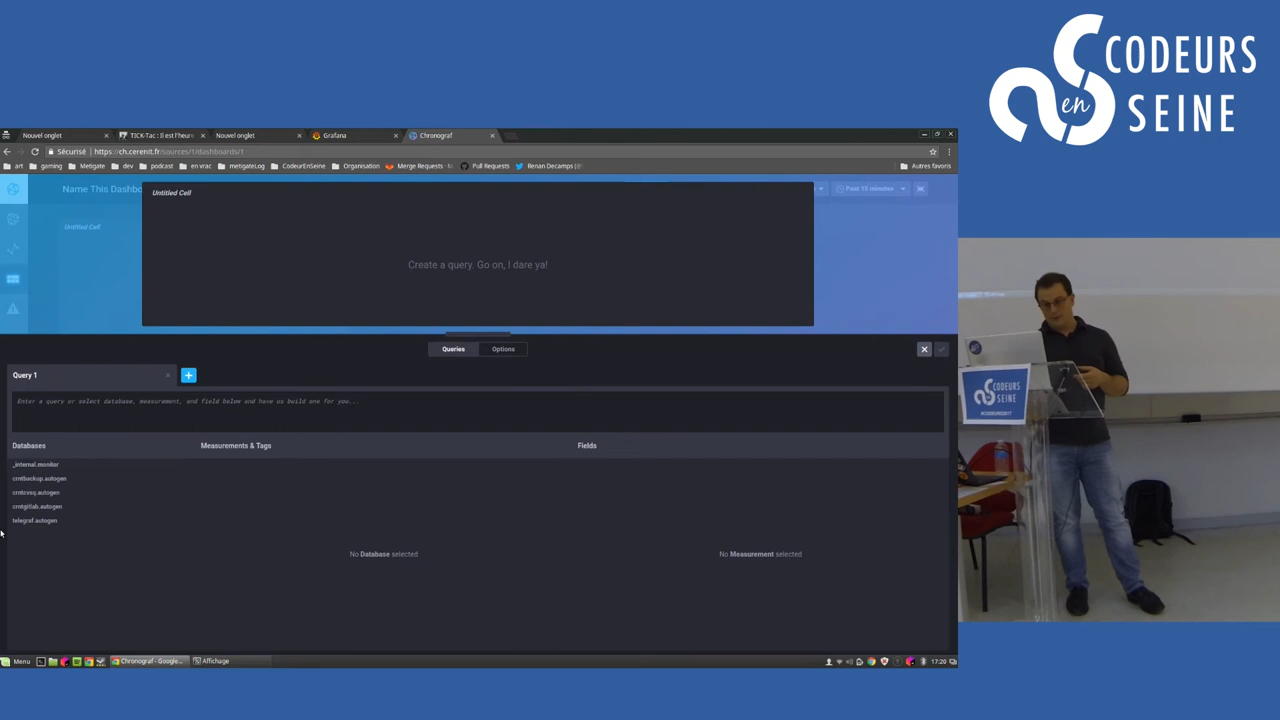 CODEURS
en
SEINE
Nouvel onglet
TICK-Tac : Il est l'heure
Nouvel onglet
Grafana
Chronograf
Sécurisé
https://ch.cerenit.fr/sources/1/dashboards/1
art
gaming
Metigate
dev
podcast
en vrac
metigateLog
CodeurEnSeine
Organisation
Merge Requests
Pull Requests
Renan Decamps
Autres favoris
Name This Dashbo
Untitled Cell
Past 15 minutes
Untitled Cell
Create a query. Go on, I dare ya!
Queries
Options
Query 1
Enter a query or select database, measurement, and field below and have us build one for you...
Databases
Measurements & Tags
Fields
_internal.monitor
crntbackup.autogen
crntcvsq.autogen
crntgitlab.autogen
telegraf.autogen
No Database selected
No Measurement selected
CODEURS
en SEINE
Menu
Chronograf - Google...
Affichage
17:20